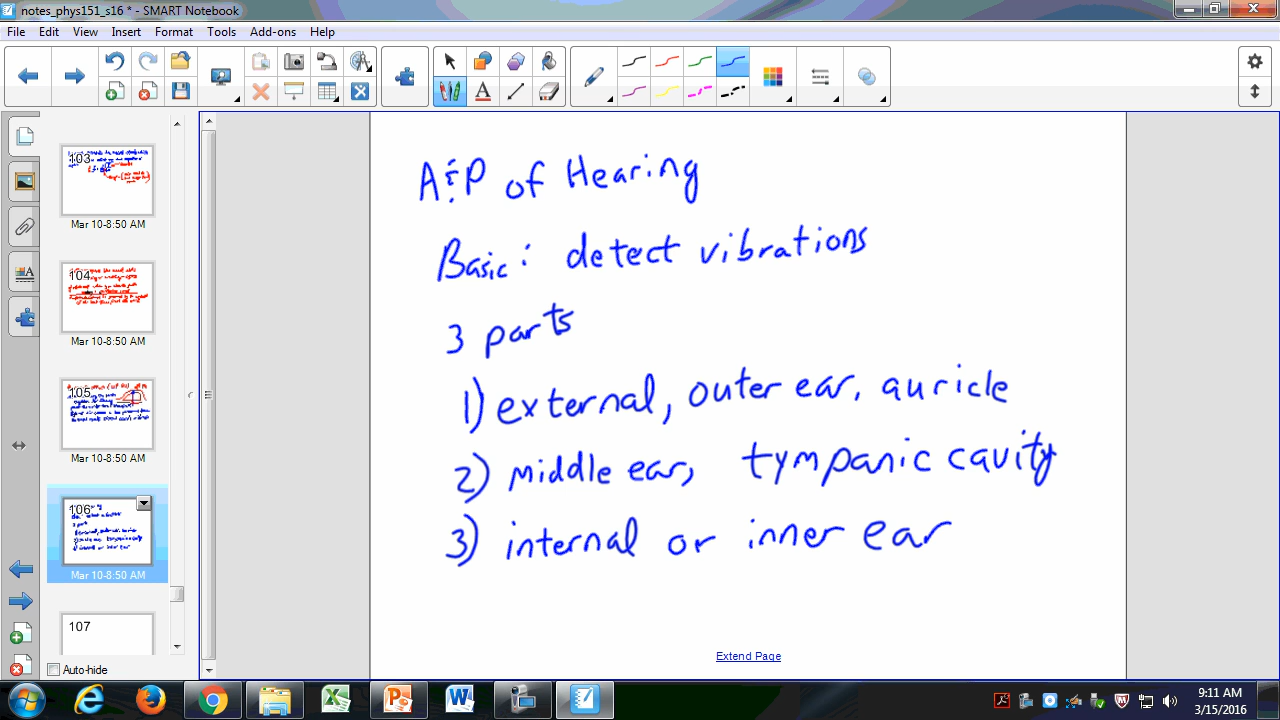 notes_phys151_s16 * - SMART Notebook
File Edit View Insert Format Tools Add-ons Help
103
Mar 10-8:50 AM
104
Mar 10-8:50 AM
105
Mar 10-8:50 AM
106
Mar 10-8:50 AM
107
Auto-hide
A&P of Hearing
Basic: detect vibrations
3 parts
1) external, outer ear, auricle
2) middle ear, tympanic cavity
3) internal or inner ear
Extend Page
9:11 AM
3/15/2016